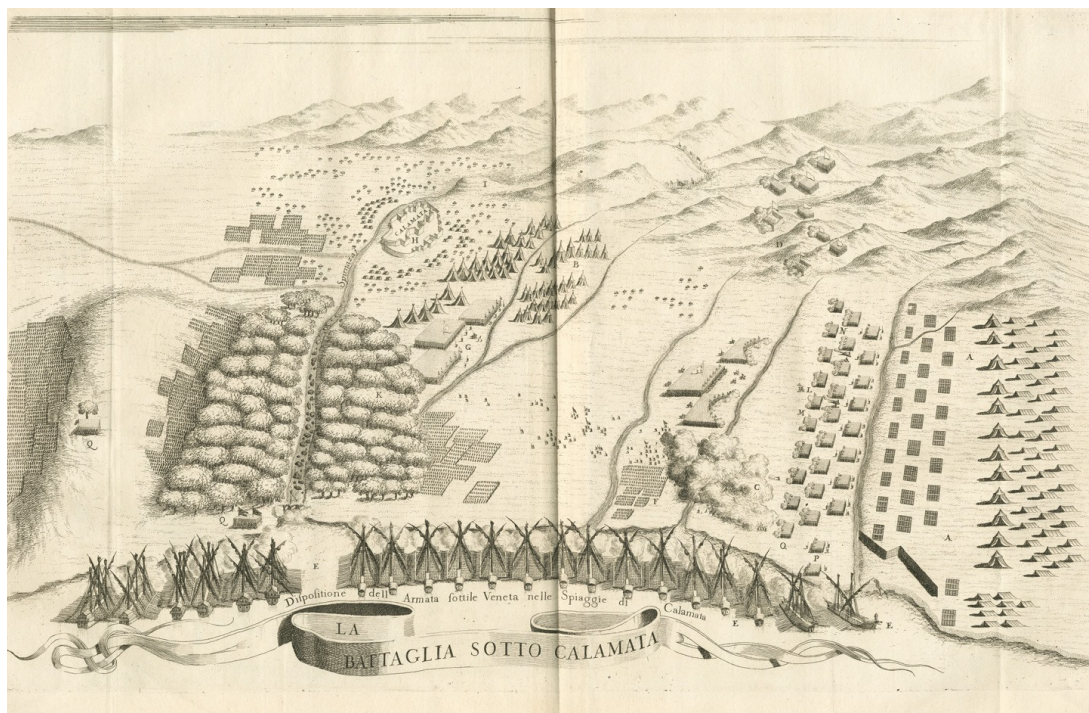 I
CALAMATA
H
B
D
G
A
K
N
L
M
Q
C
F
A
Q
O
P
E
Dispositione dell' Armata sottile Veneta nelle Spiaggie di Calamata
E
E
LA
BATTAGLIA SOTTO CALAMATA